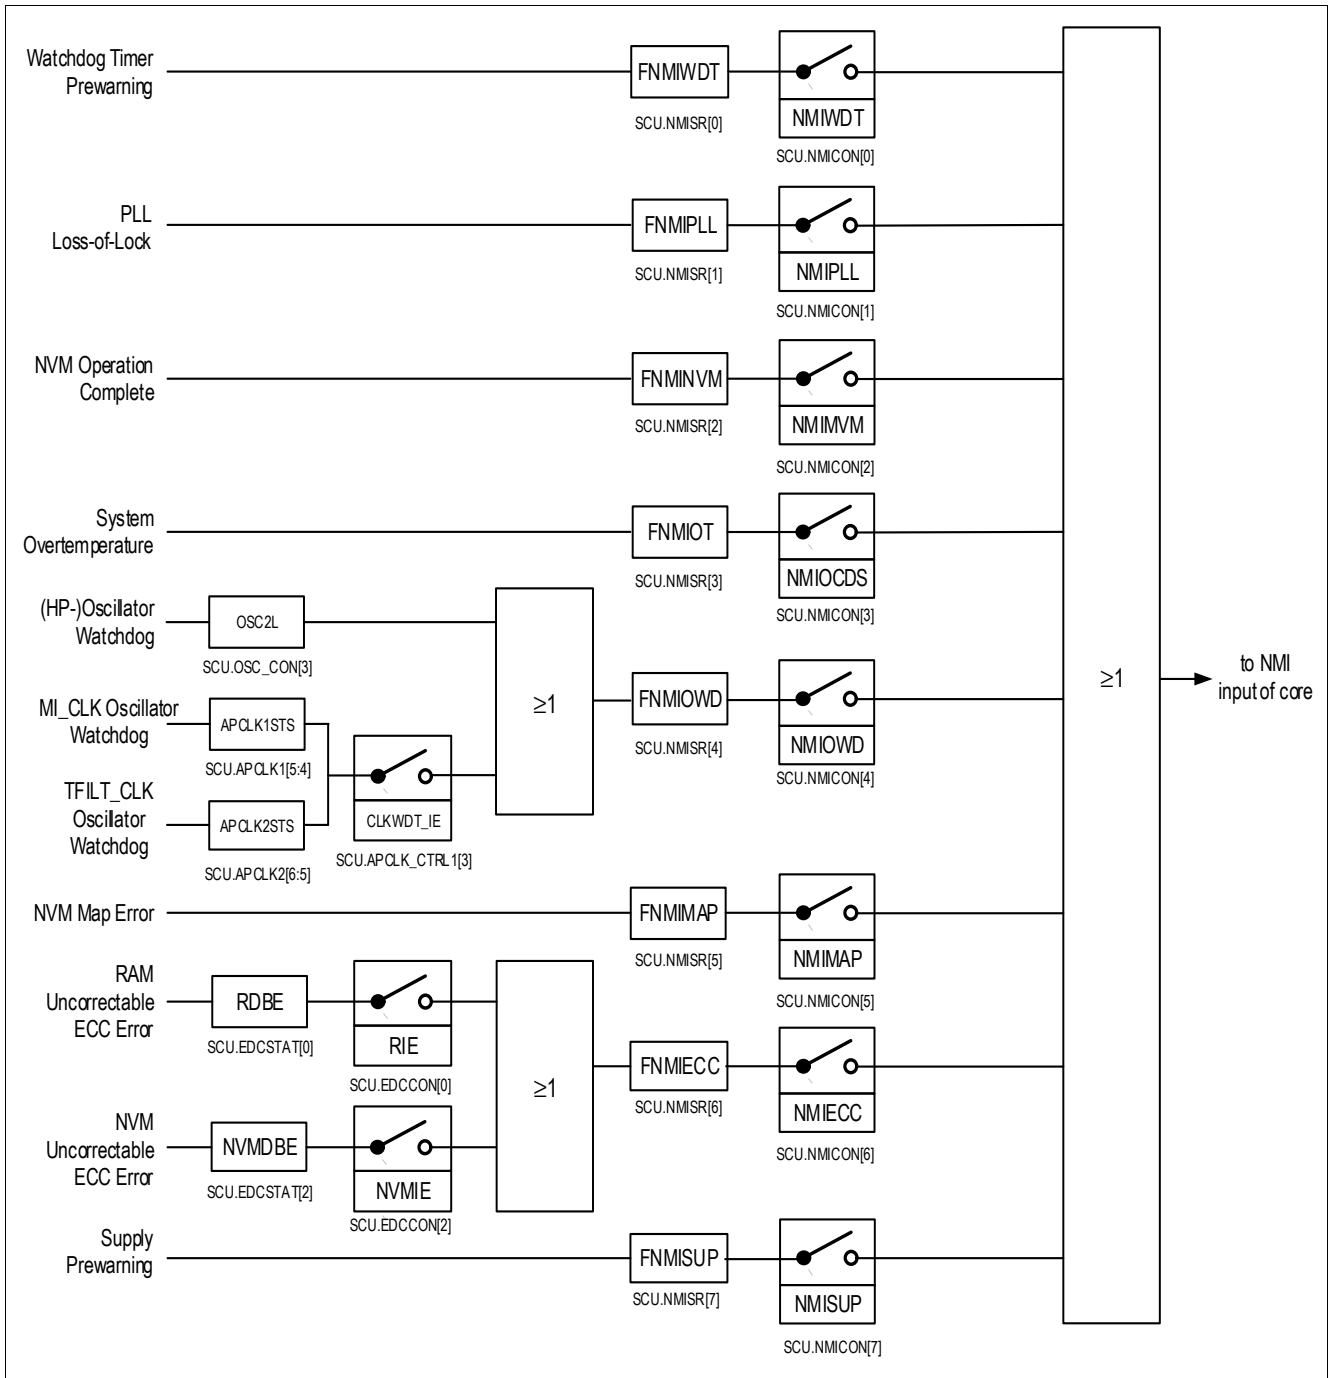 Watchdog Timer
Prewarning
FNMIWDT
SCU.NMISR[0]
NMIWDT
SCU.NMICON[0]
PLL
Loss-of-Lock
FNMIPLL
SCU.NMISR[1]
NMIPLL
SCU.NMICON[1]
NVM Operation
Complete
FNMINVM
SCU.NMISR[2]
NMIMVM
SCU.NMICON[2]
System
Overtemperature
FNMIOT
SCU.NMISR[3]
NMIOCDS
SCU.NMICON[3]
(HP-)Oscillator
Watchdog
OSC2L
SCU.OSC_CON[3]
MI_CLK Oscillator
Watchdog
APCLK1STS
SCU.APCLK1[5:4]
TFILT_CLK
Oscillator
Watchdog
APCLK2STS
SCU.APCLK2[6:5]
CLKWDT_IE
SCU.APCLK_CTRL1[3]
≥1
FNMIOWD
SCU.NMISR[4]
NMIOWD
SCU.NMICON[4]
≥1
to NMI
input of core
NVM Map Error
FNMIMAP
SCU.NMISR[5]
NMIMAP
SCU.NMICON[5]
RAM
Uncorrectable
ECC Error
RDBE
SCU.EDCSTAT[0]
RIE
SCU.EDCCON[0]
NVM
Uncorrectable
ECC Error
NVMDBE
SCU.EDCSTAT[2]
NVMIE
SCU.EDCCON[2]
≥1
FNMIECC
SCU.NMISR[6]
NMIECC
SCU.NMICON[6]
Supply
Prewarning
FNMISUP
SCU.NMISR[7]
NMISUP
SCU.NMICON[7]